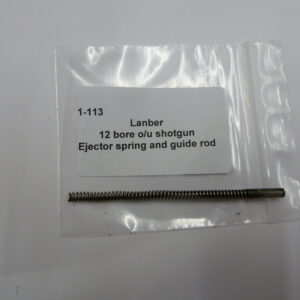 1-113
Lanber
12 bore o/u shotgun
Ejector spring and guide rod